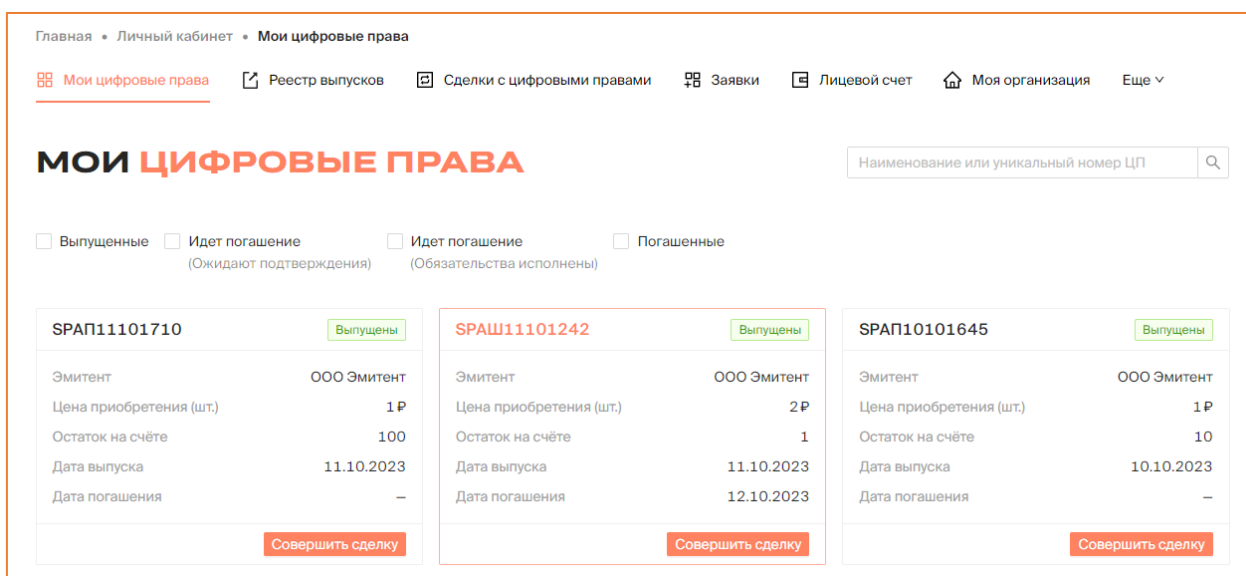 Главная • Личный кабинет • Мои цифровые права
Мои цифровые права Реестр выпусков Сделки с цифровыми правами Заявки Лицевой счет Моя организация Еще
МОИ ЦИФРОВЫЕ ПРАВА
Наименование или уникальный номер ЦП
Выпущенные Идет погашение Идет погашение Погашенные
(Ожидают подтверждения) (Обязательства исполнены)
SPAП11101710 Выпущены
Эмитент ООО Эмитент
Цена приобретения (шт.) 1 ₽
Остаток на счёте 100
Дата выпуска 11.10.2023
Дата погашения –
Совершить сделку
SPAШ11101242 Выпущены
Эмитент ООО Эмитент
Цена приобретения (шт.) 2 ₽
Остаток на счёте 1
Дата выпуска 11.10.2023
Дата погашения 12.10.2023
Совершить сделку
SPAП10101645 Выпущены
Эмитент ООО Эмитент
Цена приобретения (шт.) 1 ₽
Остаток на счёте 10
Дата выпуска 10.10.2023
Дата погашения –
Совершить сделку